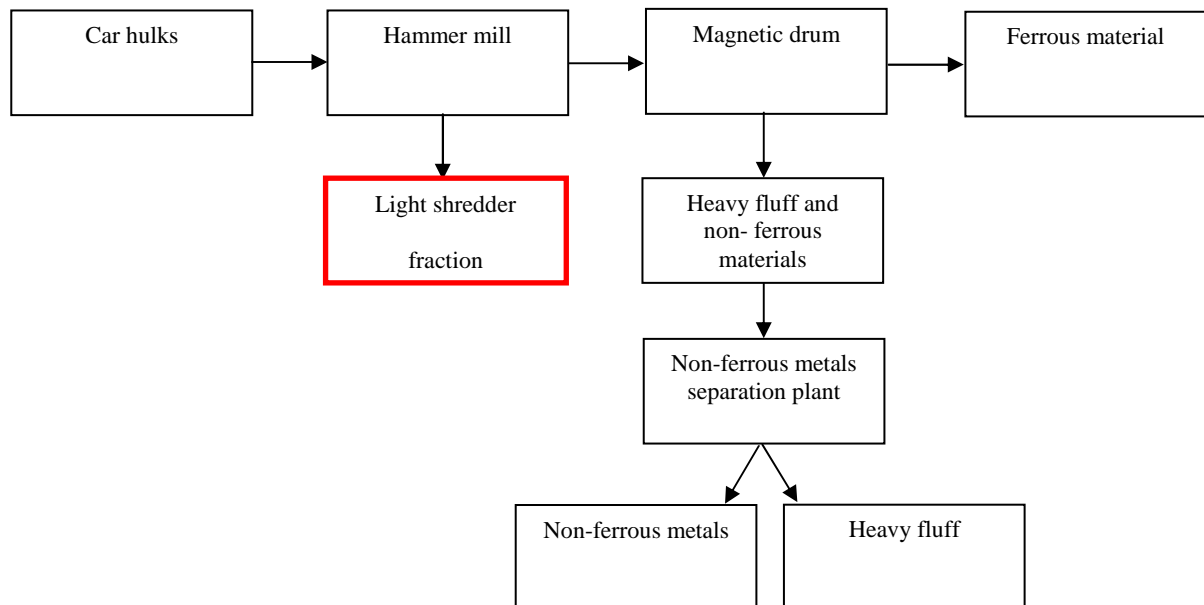 Car hulks
Hammer mill
Magnetic drum
Ferrous material
Light shredder
fraction
Heavy fluff and
non- ferrous
materials
Non-ferrous metals
separation plant
Non-ferrous metals
Heavy fluff